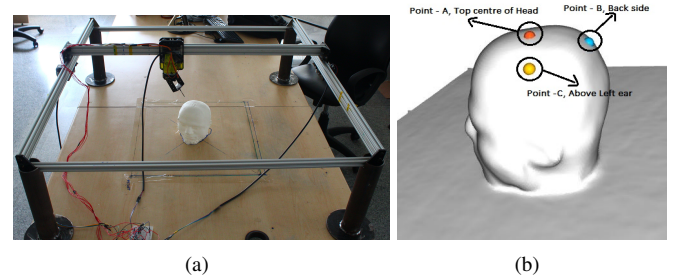 Point - A, Top centre of Head
Point - B, Back side
Point -C, Above Left ear
(a)
(b)